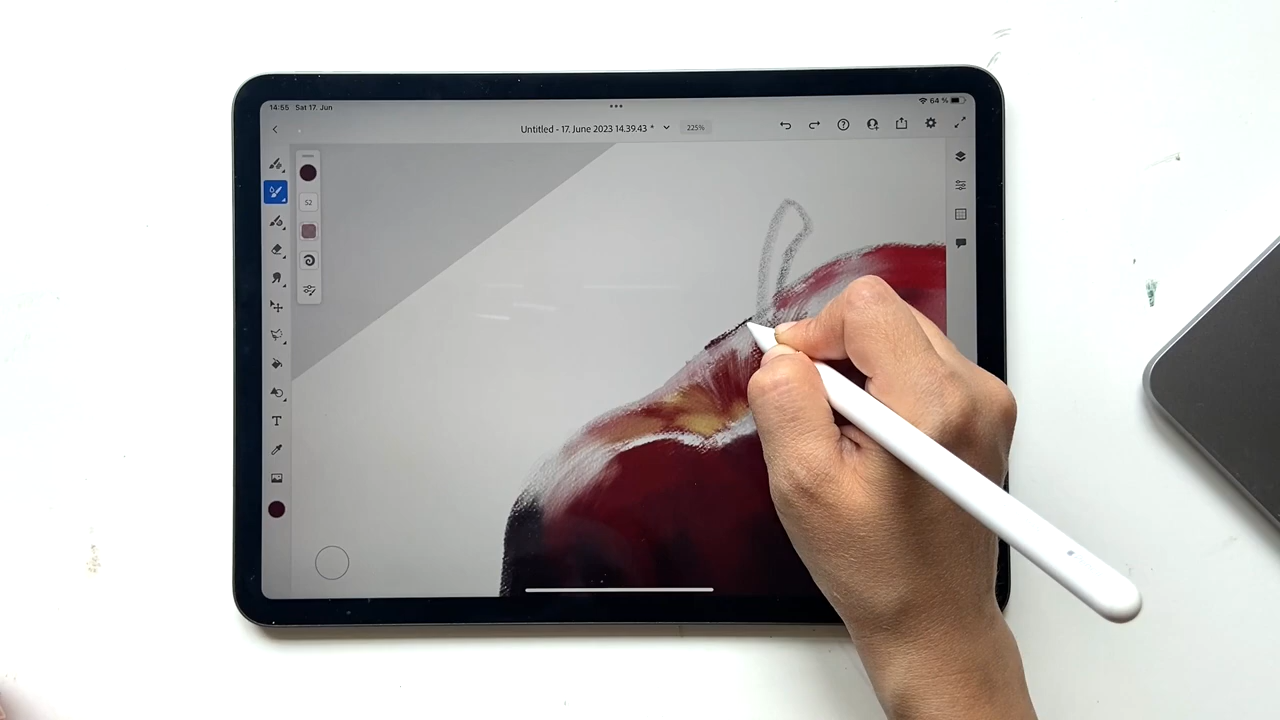 14:55 Sat 17. Jun
64 %
Untitled - 17. June 2023 14.39.43 *
225%
52
T